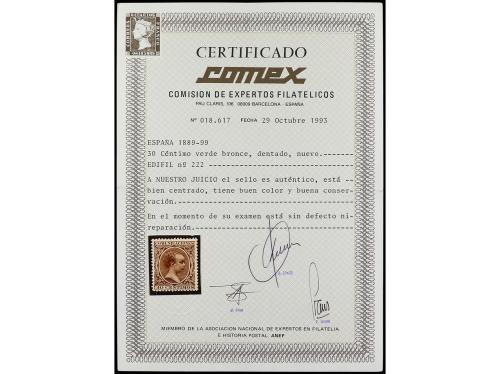 CERTIFICADO
comex
COMISION DE EXPERTOS FILATELICOS
PAU CLARIS, 106 08009 BARCELONA - ESPAÑA
Nº 018.617 FECHA 29 Octubre 1993
ESPAÑA 1889-99
30 Céntimo verde bronce, dentado, nuevo.
EDIFIL nº 222
A NUESTRO JUICIO el sello es auténtico, está --
bien centrado, tiene buen color y buena conser-
vación.
En el momento de su examen está sin defecto ni-
reparación.
MIEMBRO DE LA ASOCIACION NACIONAL DE EXPERTOS EN FILATELIA
E HISTORIA POSTAL ANEF